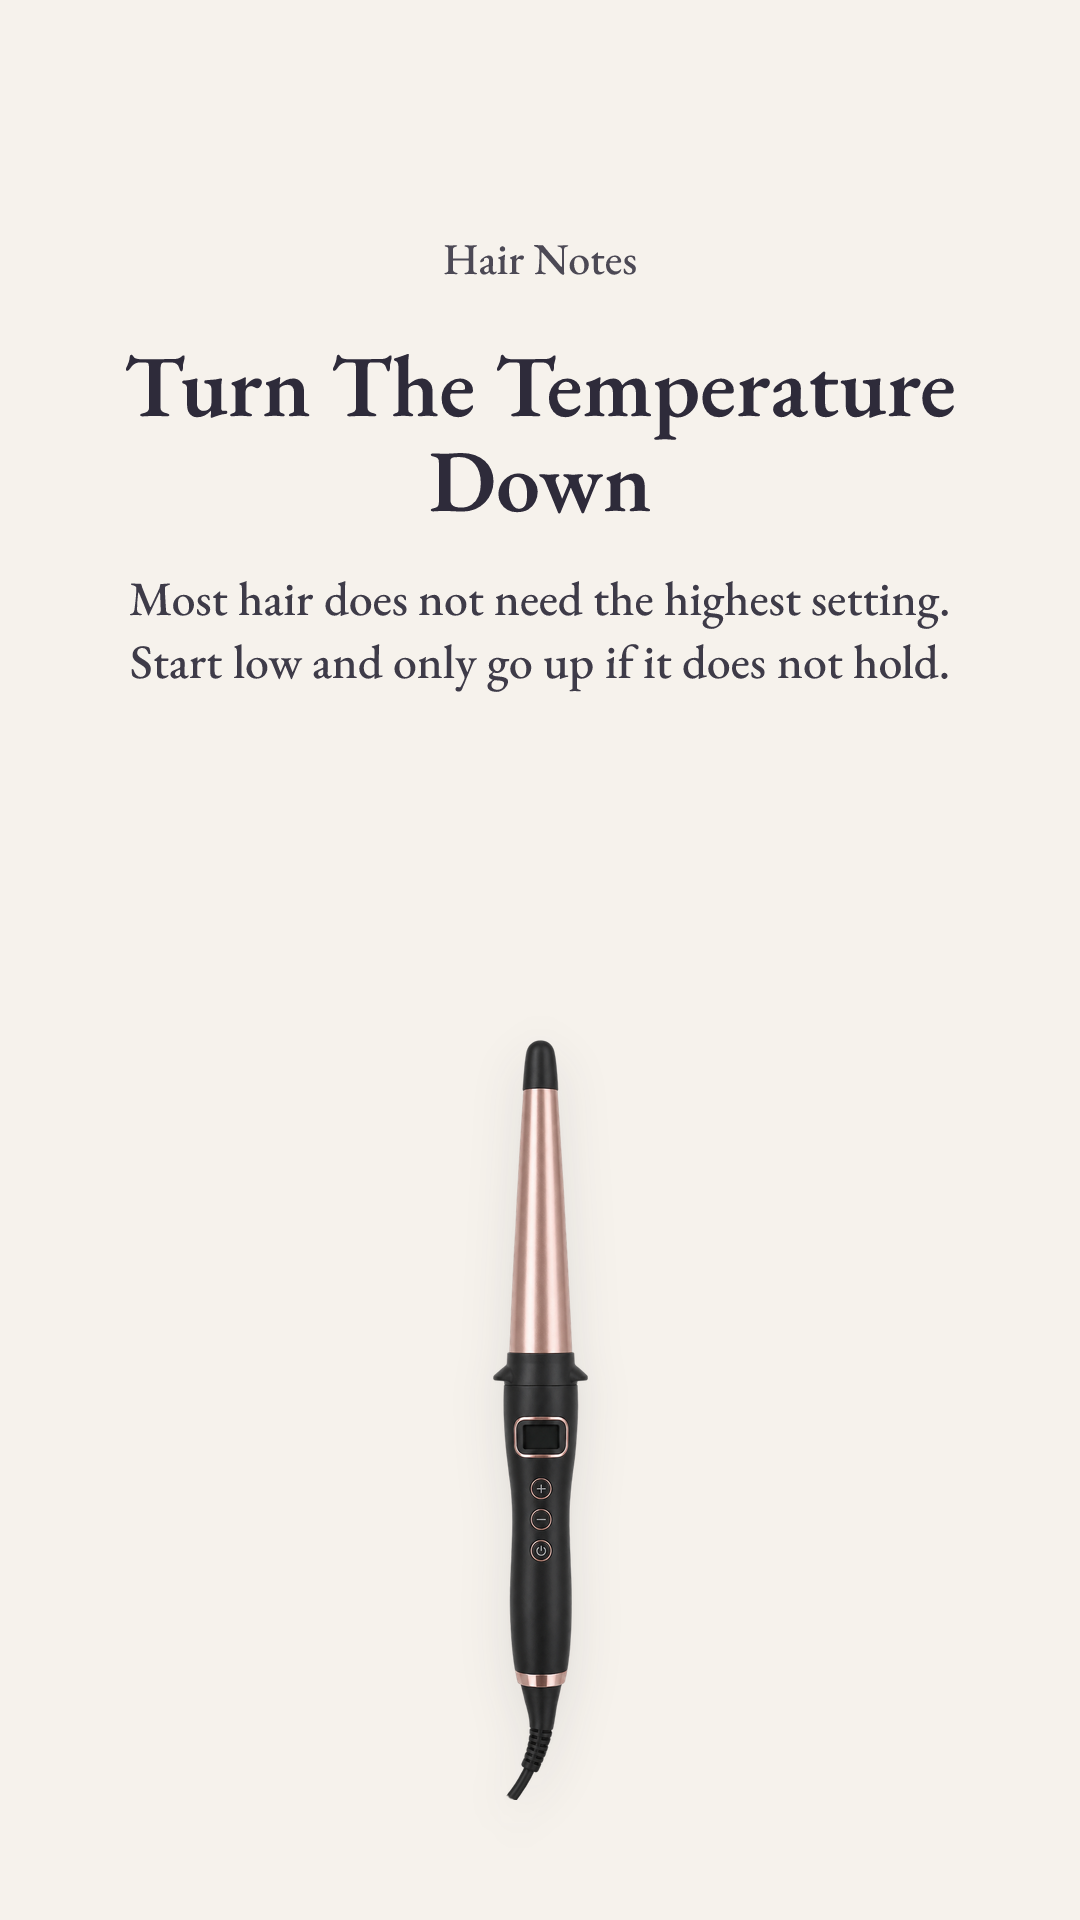 Hair Notes
Turn The Temperature
Down
Most hair does not need the highest setting.
Start low and only go up if it does not hold.